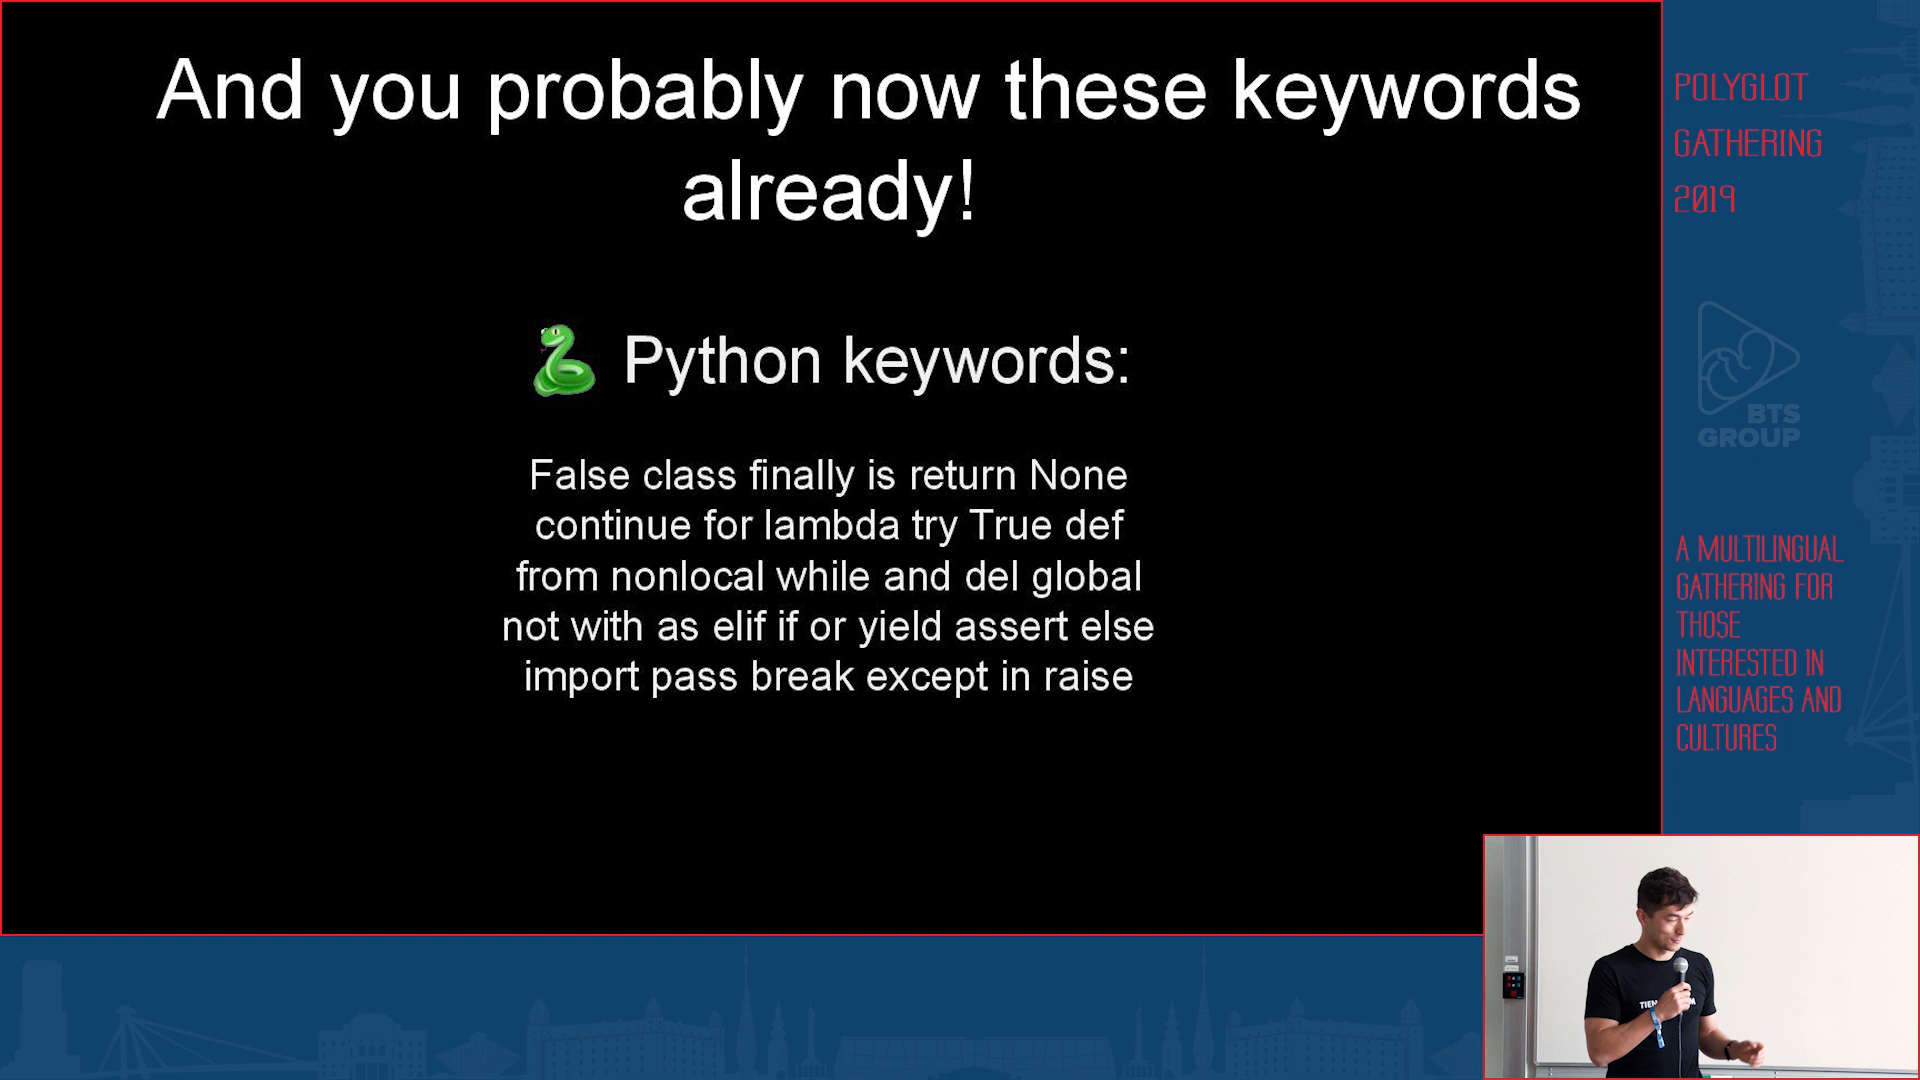 And you probably now these keywords
already!
Python keywords:
False class finally is return None
continue for lambda try True def
from nonlocal while and del global
not with as elif if or yield assert else
import pass break except in raise
POLYGLOT
GATHERING
2019
BTS
GROUP
A MULTILINGUAL
GATHERING FOR
THOSE
INTERESTED IN
LANGUAGES AND
CULTURES